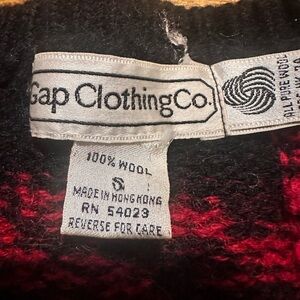 Gap Clothing Co.
ALL PURE WOOL
100% WOOL
S
MADE IN HONG KONG
RN 54023
REVERSE FOR CARE